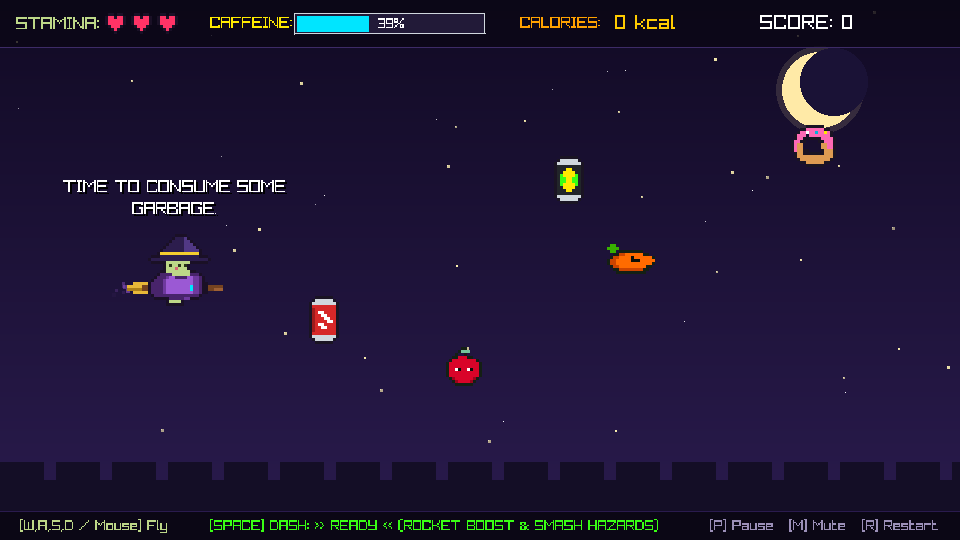 STAMINA:
CAFFEINE: 39%
CALORIES: 0 kcal
SCORE: 0
TIME TO CONSUME SOME
GARBAGE.
[W,A,S,D / Mouse] Fly
[SPACE] DASH: >> READY << (ROCKET BOOST & SMASH HAZARDS)
[P] Pause [M] Mute [R] Restart